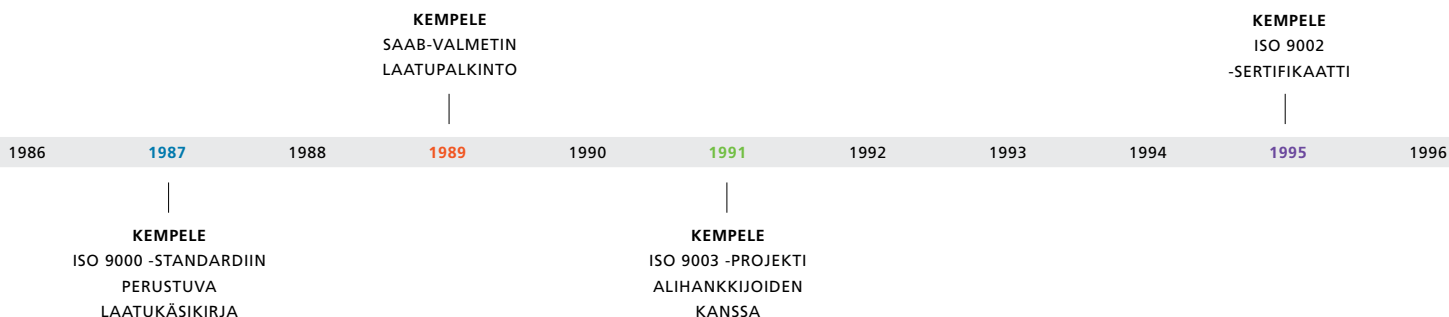 KEMPELE
SAAB-VALMETIN
LAATUPALKINTO
KEMPELE
ISO 9002
-SERTIFIKAATTI
1986 1987 1988 1989 1990 1991 1992 1993 1994 1995 1996
KEMPELE
ISO 9000 -STANDARDIIN
PERUSTUVA
LAATUKÄSIKIRJA
KEMPELE
ISO 9003 -PROJEKTI
ALIHANKKIJOIDEN
KANSSA